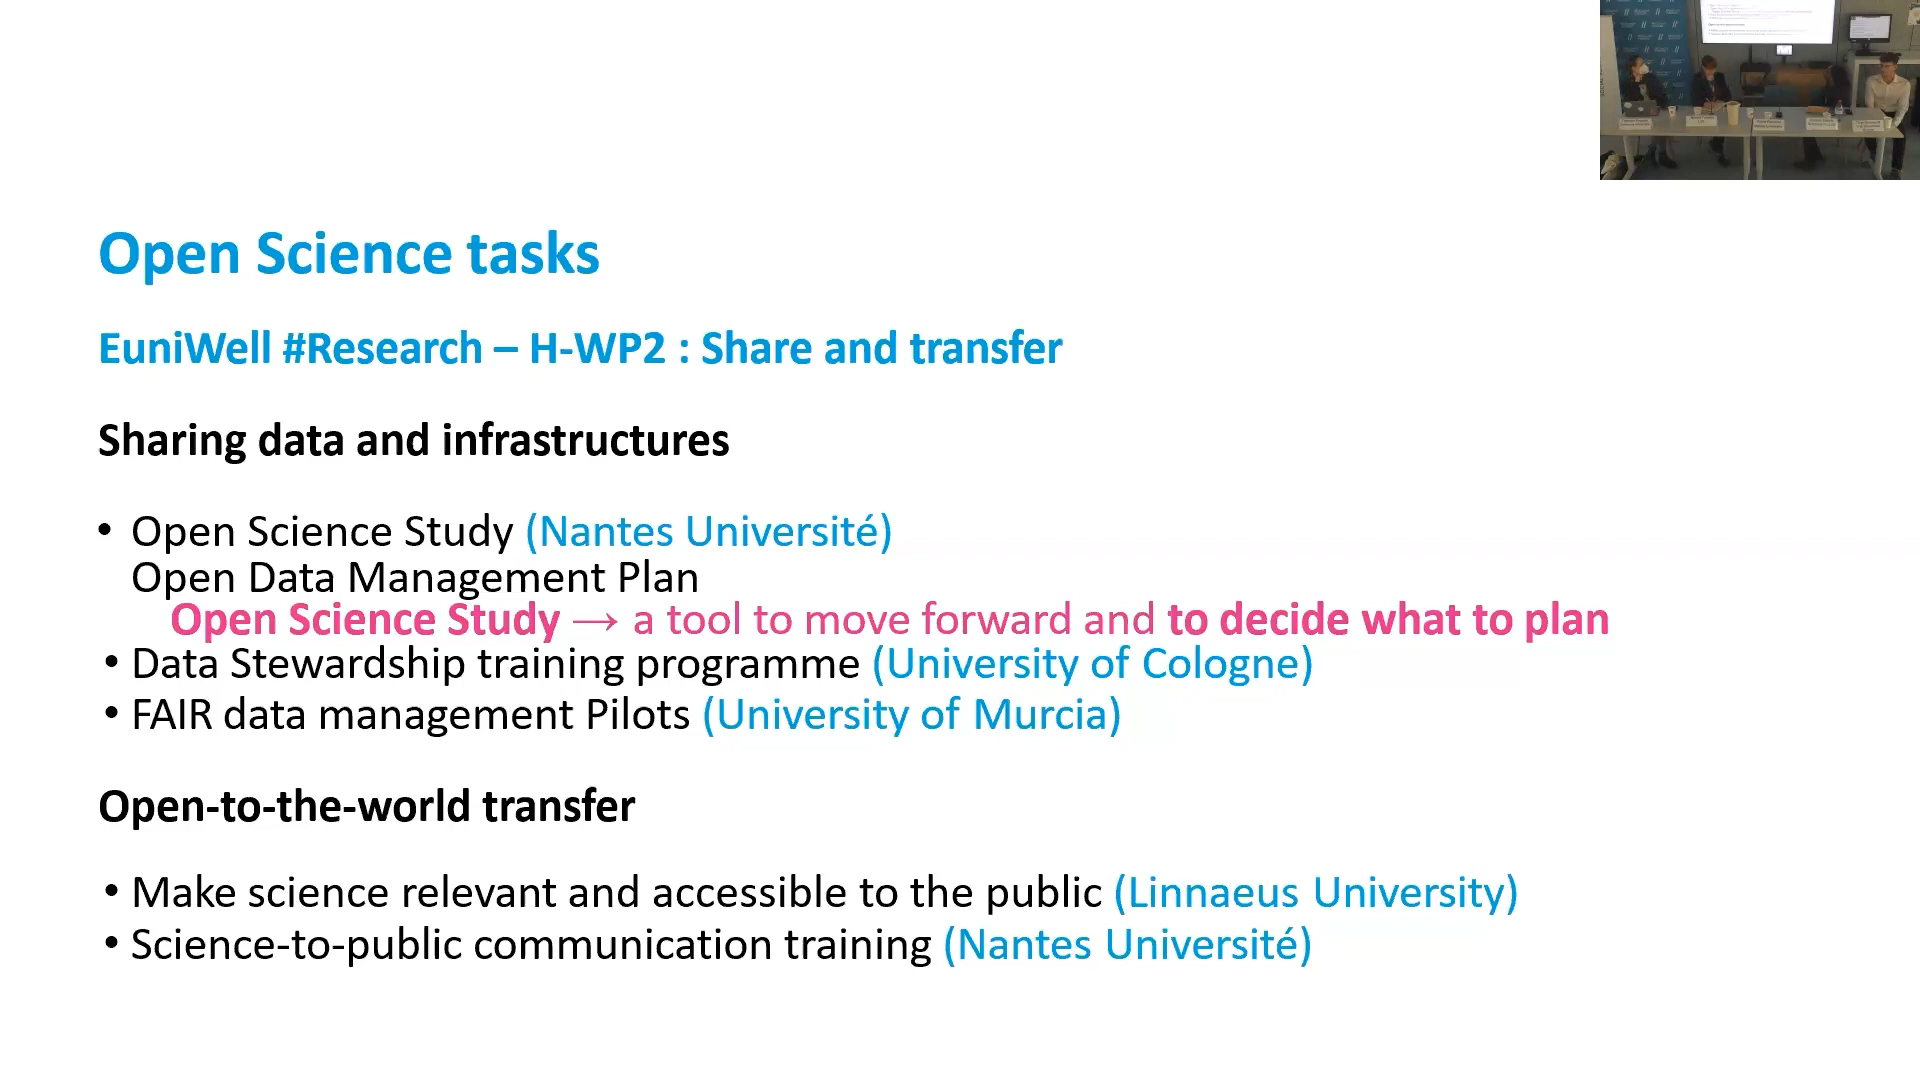 Open Science tasks
EuniWell #Research – H-WP2 : Share and transfer
Sharing data and infrastructures
• Open Science Study (Nantes Université)
Open Data Management Plan
Open Science Study → a tool to move forward and to decide what to plan
• Data Stewardship training programme (University of Cologne)
• FAIR data management Pilots (University of Murcia)
Open-to-the-world transfer
• Make science relevant and accessible to the public (Linnaeus University)
• Science-to-public communication training (Nantes Université)